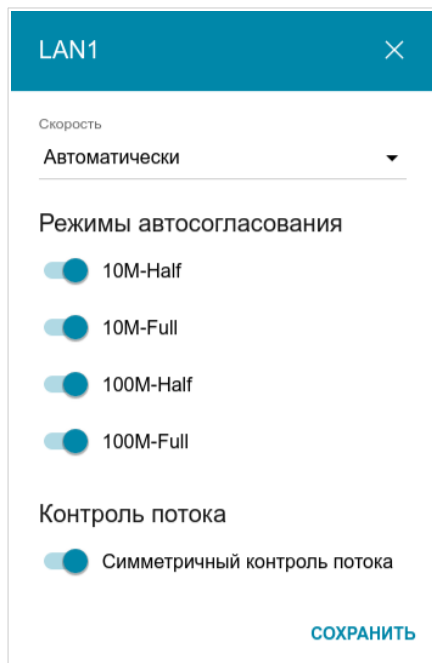 LAN1
Скорость
Автоматически
Режимы автосогласования
10M-Half
10M-Full
100M-Half
100M-Full
Контроль потока
Симметричный контроль потока
СОХРАНИТЬ